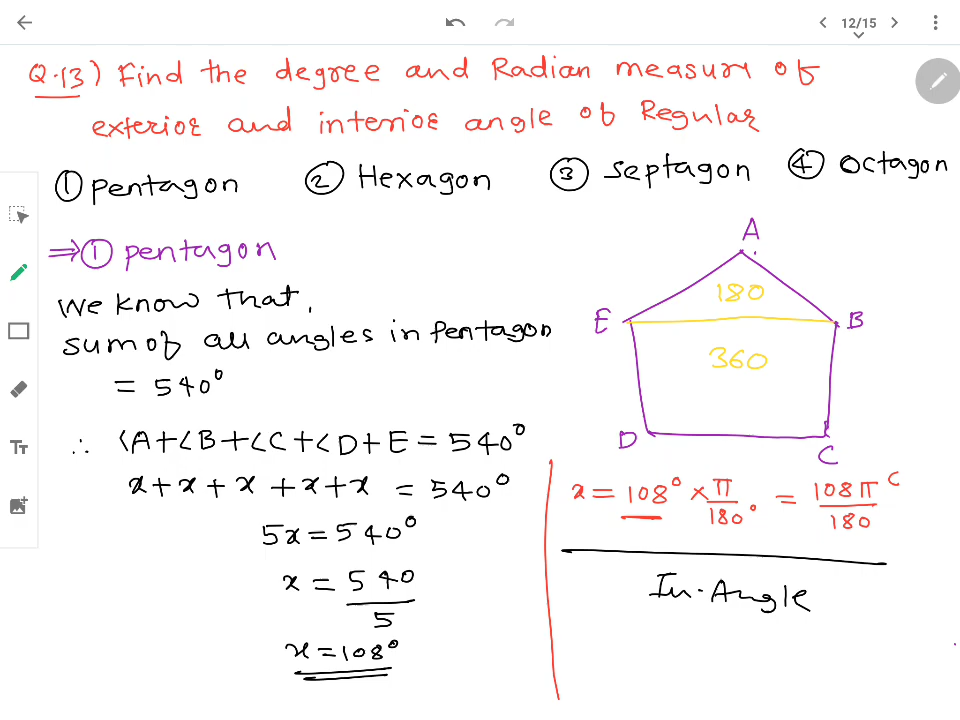 12/15
Q.13) Find the degree and Radian measure of
exterior and interior angle of Regular
① pentagon ② Hexagon ③ Septagon ④ Octagon
⇒① pentagon
We know that,
sum of all angles in Pentagon
= 540°
∴ <A+<B+<C+<D+E = 540°
x+x+x+x+x = 540°
5x = 540°
x = 540/5
x = 108°
A
180
E B
360
D C
x = 108° × π/180° = 108π/180 ᶜ
In-Angle
Tт